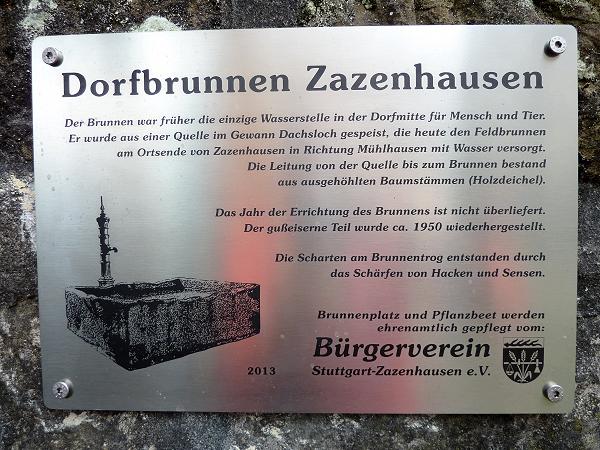 Dorfbrunnen Zazenhausen
Der Brunnen war früher die einzige Wasserstelle in der Dorfmitte für Mensch und Tier.
Er wurde aus einer Quelle im Gewann Dachsloch gespeist, die heute den Feldbrunnen
am Ortsende von Zazenhausen in Richtung Mühlhausen mit Wasser versorgt.
Die Leitung von der Quelle bis zum Brunnen bestand
aus ausgehöhlten Baumstämmen (Holzdeichel).
Das Jahr der Errichtung des Brunnens ist nicht überliefert.
Der gußeiserne Teil wurde ca. 1950 wiederhergestellt.
Die Scharten am Brunnentrog entstanden durch
das Schärfen von Hacken und Sensen.
Brunnenplatz und Pflanzbeet werden
ehrenamtlich gepflegt vom:
Bürgerverein
2013 Stuttgart-Zazenhausen e.V.